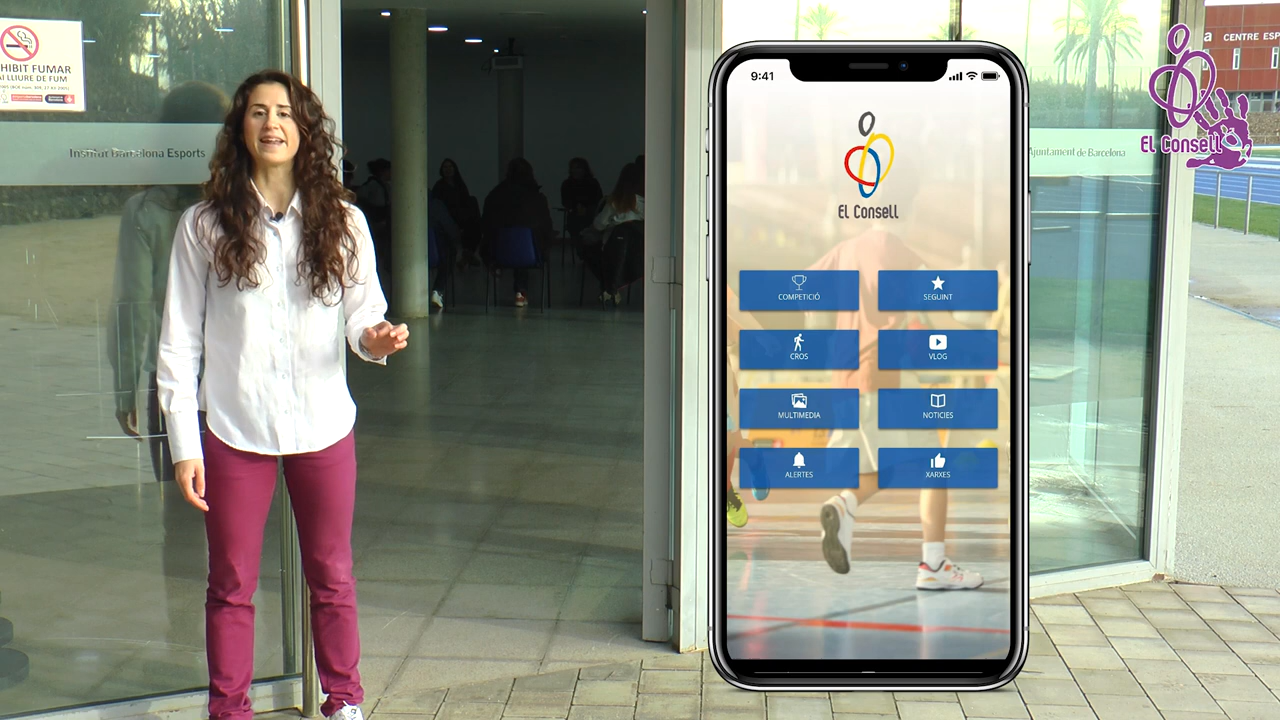 HIBIT FUMAR
AI LLIURE DE FUM
Institut Barcelona Esports
9:41
El Consell
COMPETICIÓ
SEGUINT
CROS
VLOG
MULTIMEDIA
NOTICIES
ALERTES
XARXES
Ajuntament de Barcelona
a CENTRE ESP
El Consell